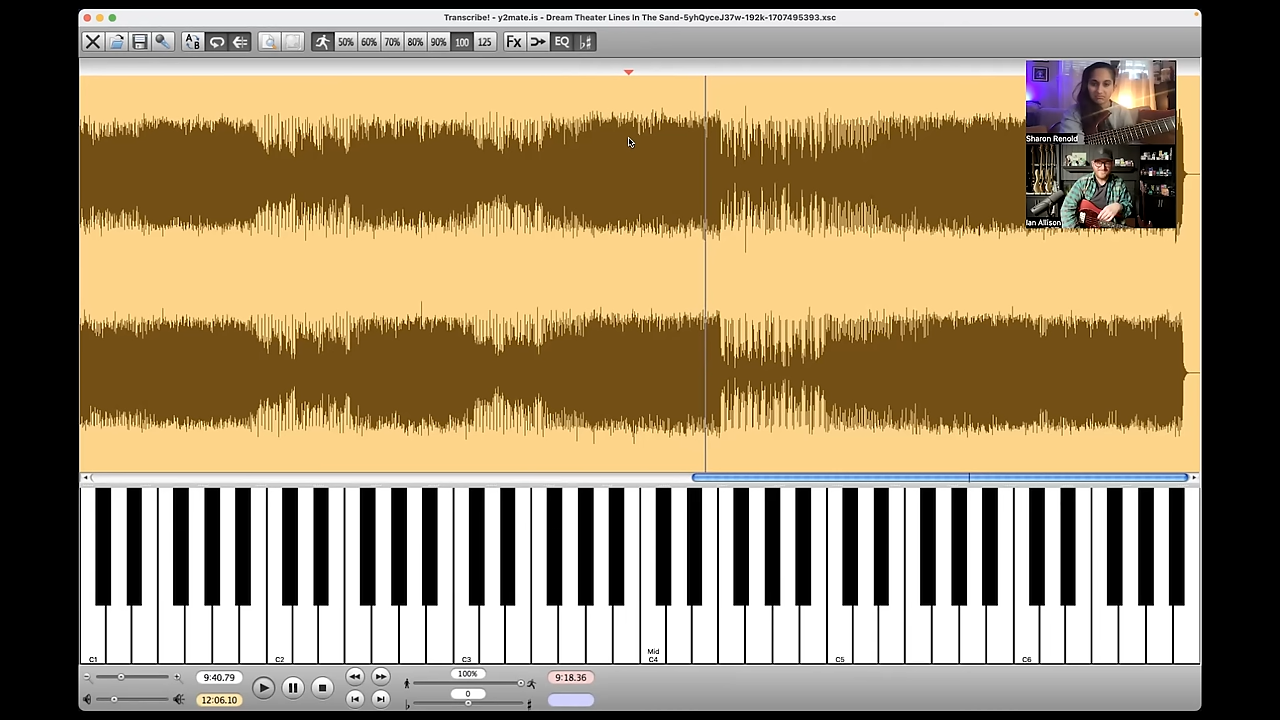 Transcribe! - y2mate.is - Dream Theater Lines In The Sand-5yhQyceJ37w-192k-1707495393.xsc
A B 50% 60% 70% 80% 90% 100 125 Fx EQ
Sharon Renold
Ian Allison
Mid
C1 C2 C3 C4 C5 C6
9:40.79 100% 9:18.36
12:06.10 0